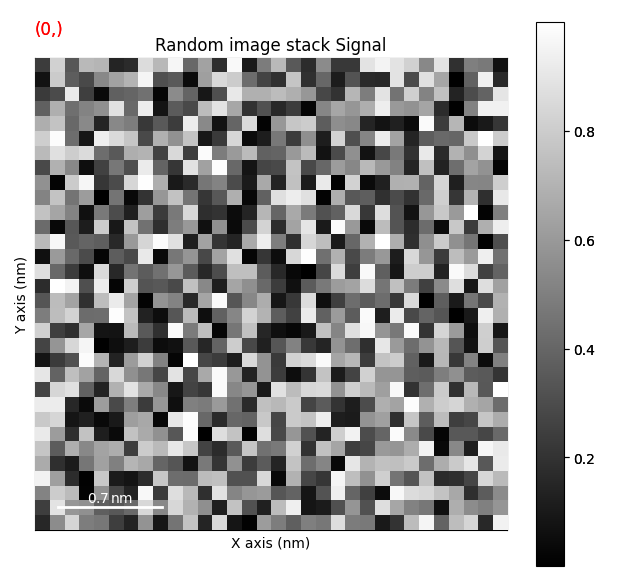 (0,)
Random image stack Signal
Y axis (nm)
0.7 nm
X axis (nm)
0.8
0.6
0.4
0.2